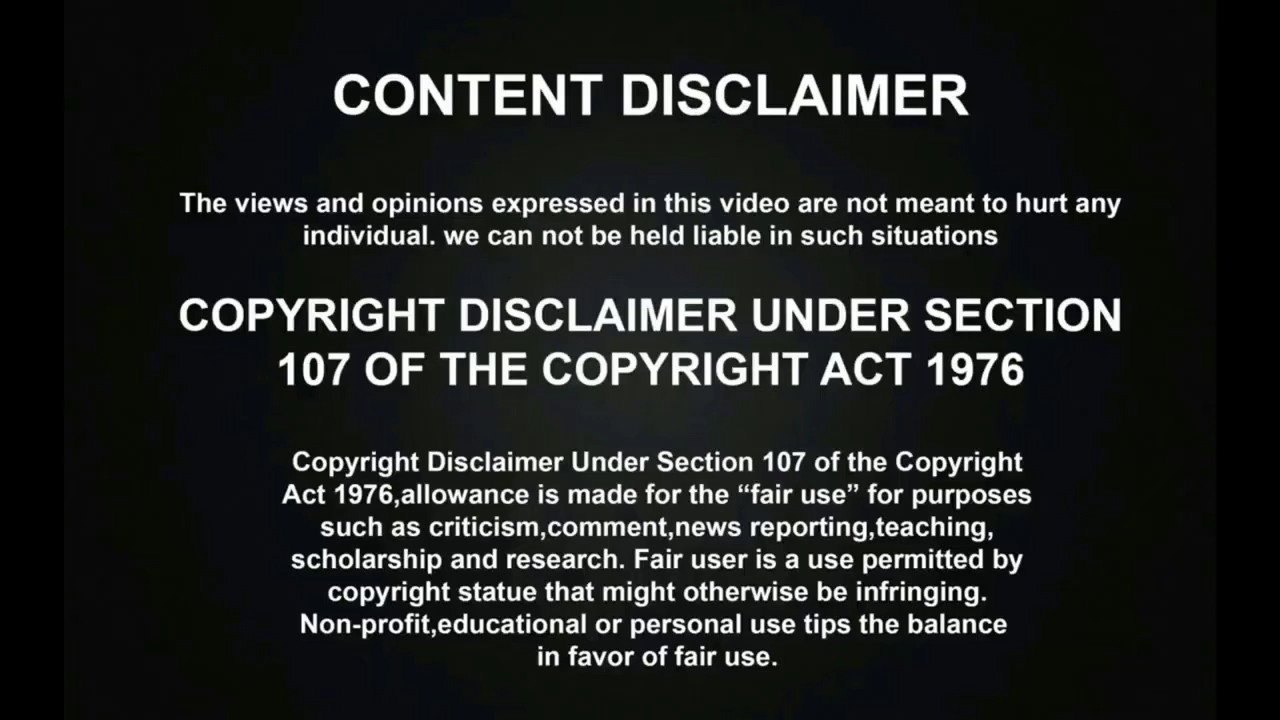 CONTENT DISCLAIMER
The views and opinions expressed in this video are not meant to hurt any
individual. we can not be held liable in such situations
COPYRIGHT DISCLAIMER UNDER SECTION
107 OF THE COPYRIGHT ACT 1976
Copyright Disclaimer Under Section 107 of the Copyright
Act 1976,allowance is made for the “fair use” for purposes
such as criticism,comment,news reporting,teaching,
scholarship and research. Fair user is a use permitted by
copyright statue that might otherwise be infringing.
Non-profit,educational or personal use tips the balance
in favor of fair use.